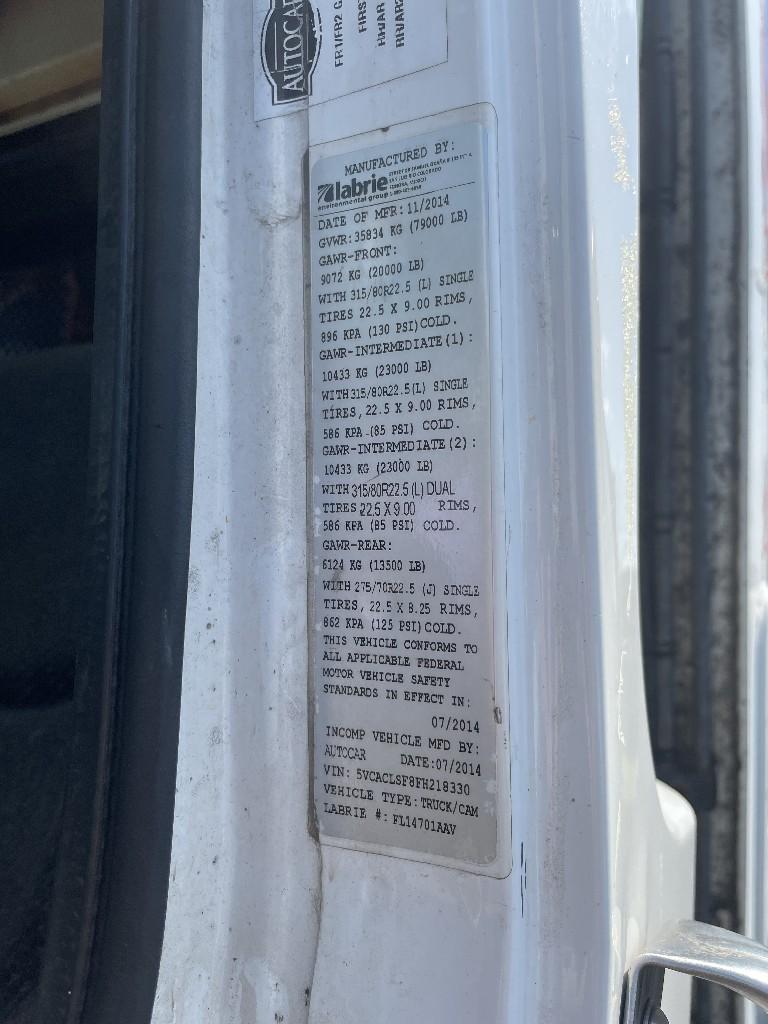 AUTOCAR
FR1/FR2 G
FIRS
RR/AR
RR/AR2
MANUFACTURED BY:
labrie
environmental group
DATE OF MFR: 11/2014
GVWR: 35834 KG (79000 LB)
GAWR-FRONT:
9072 KG (20000 LB)
WITH 315/80R22.5 (L) SINGLE
TIRES 22.5 X 9.00 RIMS,
896 KPA (130 PSI) COLD.
GAWR-INTERMEDIATE(1):
10433 KG (23000 LB)
WITH 315/80R22.5(L) SINGLE
TIRES, 22.5 X 9.00 RIMS,
586 KPA (85 PSI) COLD.
GAWR-INTERMEDIATE(2):
10433 KG (23000 LB)
WITH 315/80R22.5 (L) DUAL
TIRES 22.5 X 9.00 RIMS,
586 KPA (85 PSI) COLD.
GAWR-REAR:
6124 KG (13500 LB)
WITH 275/70R22.5 (J) SINGLE
TIRES, 22.5 X 8.25 RIMS,
862 KPA (125 PSI) COLD.
THIS VEHICLE CONFORMS TO
ALL APPLICABLE FEDERAL
MOTOR VEHICLE SAFETY
STANDARDS IN EFFECT IN:
07/2014
INCOMP VEHICLE MFD BY:
AUTOCAR DATE:07/2014
VIN: 5VCACLSF8FH218330
VEHICLE TYPE: TRUCK/CAM
LABRIE #: FL14701AAV